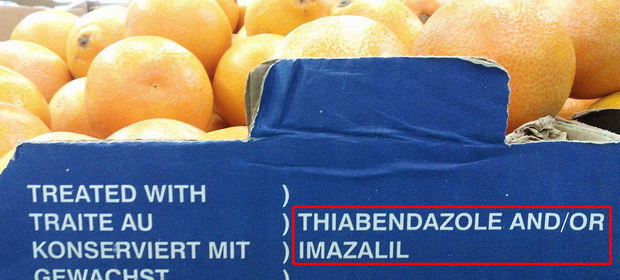 TREATED WITH )
TRAITE AU ) THIABENDAZOLE AND/OR
KONSERVIERT MIT ) IMAZALIL
GEWACHST )